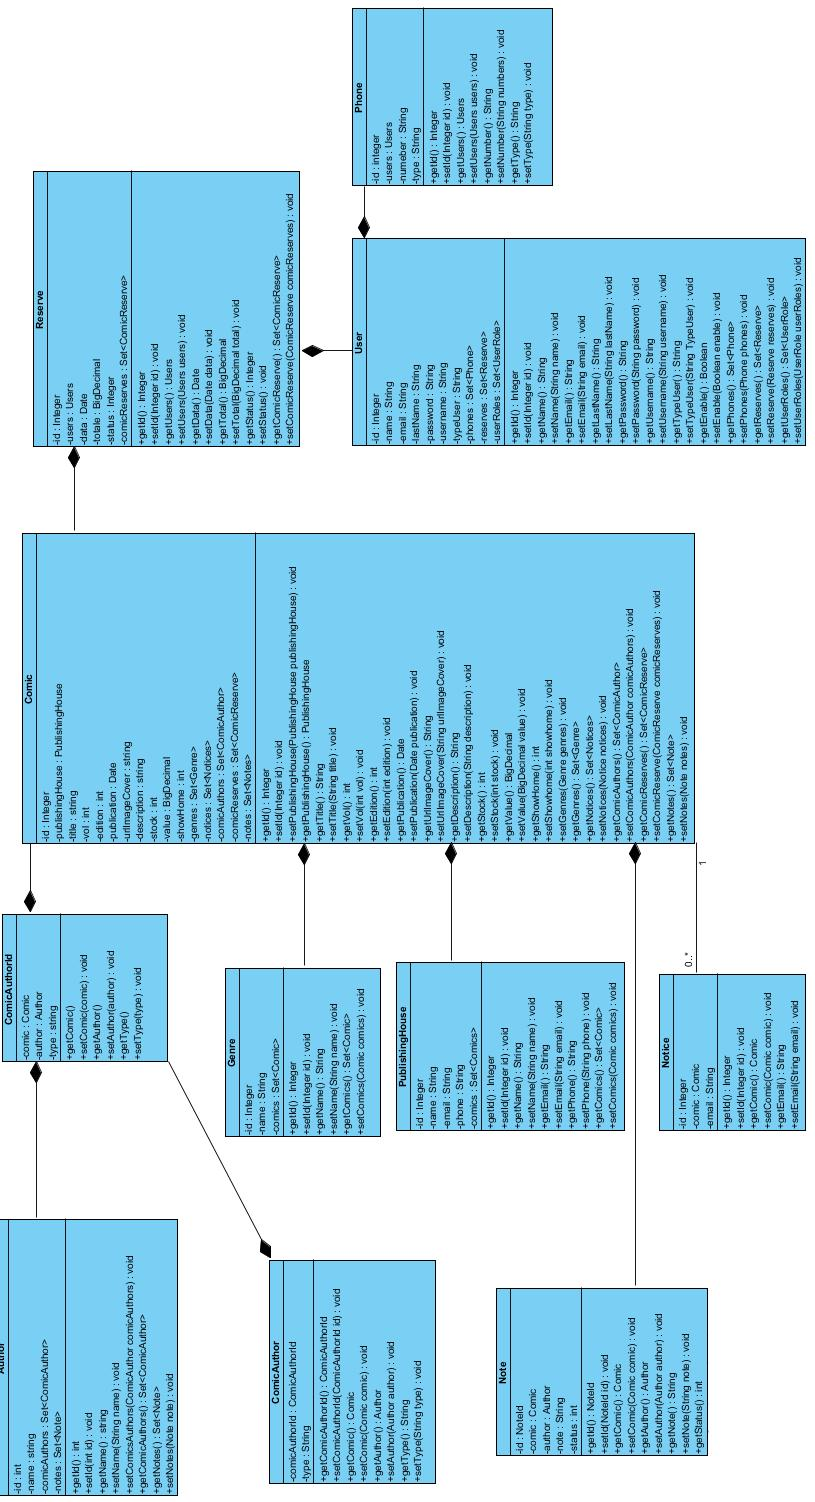 Author
-id : int
-name : string
-comicAuthors : Set<ComicAuthor>
-notes : Set<Note>
+getId() : int
+setId(int id) : void
+getName() : string
+setName(String name) : void
+setComicsAuthors(ComicAuthor comicAuthors) : void
+getComicAuthors() : Set<ComicAuthor>
+getNotes() : Set<Note>
+setNotes(Note note) : void
ComicAuthorId
-comic : Comic
-author : Author
-type : string
+getComic()
+setComic(comic) : void
+getAuthor()
+setAuthor(author) : void
+getType()
+setType(type) : void
Comic
-id : Integer
-publishingHouse : PublishingHouse
-title : string
-vol : int
-edition : int
-publication : Date
-urlImageCover : string
-description : string
-stock : int
-value : BigDecimal
-showHome : int
-genres : Set<Genre>
-notices : Set<Notices>
-comicAuthors : Set<ComicAuthor>
-comicReserves : Set<ComicReserve>
-notes : Set<Notes>
+getId() : Integer
+setId(Integer id) : void
+setPublishingHouse(PublishingHouse publishingHouse) : void
+getPublishingHouse() : PublishingHouse
+getTitle() : String
+setTitle(String title) : void
+getVol() : int
+setVol(int vol) : void
+getEdition() : int
+setEdition(int edition) : void
+getPublication() : Date
+setPublication(Date publication) : void
+getUrlImageCover() : String
+setUrlImageCover(String urlImageCover) : void
+getDescription() : String
+setDescription(String description) : void
+getStock() : int
+setStock(int stock) : void
+getValue() : BigDecimal
+setValue(BigDecimal value) : void
+getShowHome() : int
+setShowhome(int showhome) : void
+setGenres(Genre genres) : void
+getGenres() : Set<Genre>
+getNotices() : Set<Notices>
+setNotices(Notice notices) : void
+getComicAuthors() : Set<ComicAuthor>
+setComicAuthors(ComicAuthor comicAuthors) : void
+getComicReserves() : Set<ComicReserve>
+setComicReserve(ComicReserve comicReserves) : void
+getNotes() : Set<Note>
+setNotes(Note notes) : void
Reserve
-id : Integer
-users : Users
-data : Date
-totale : BigDecimal
-status : Integer
-comicReserves : Set<ComicReserve>
+getId() : Integer
+setId(Integer id) : void
+getUsers() : Users
+setUsers(Users users) : void
+getData() : Date
+setData(Date data) : void
+getTotal() : BigDecimal
+setTotal(BigDecimal total) : void
+getStatus() : Integer
+setStatus() : void
+getComicReserve() : Set<ComicReserve>
+setComicReserve(ComicReserve comicReserves) : void
ComicAuthor
-comicAuthorId : ComicAuthorId
-type : String
+getComicAuthorId() : ComicAuthorId
+setComicAuthorId(ComicAuthorId id) : void
+getComic() : Comic
+setComic(Comic comic) : void
+getAuthor() : Author
+setAuthor(Author author) : void
+getType() : String
+setType(String type) : void
Genre
-id : Integer
-name : String
-comics : Set<Comic>
+getId() : Integer
+setId(Integer id) : void
+getName() : String
+setName(String name) : void
+getComics() : Set<Comic>
+setComics(Comic comics) : void
PublishingHouse
-id : Integer
-name : String
-email : String
-phone : String
-comics : Set<Comics>
+getId() : Integer
+setId(Integer id) : void
+getName() : String
+setName(String name) : void
+getEmail() : String
+setEmail(String email) : void
+getPhone() : String
+setPhone(String phone) : void
+getComics() : Set<Comic>
+setComics(Comic comics) : void
User
-id : Integer
-name : String
-email : String
-lastName : String
-password : String
-username : String
-typeUser : String
-phones : Set<Phone>
-reserves : Set<Reserve>
-userRoles : Set<UserRole>
+getId() : Integer
+setId(Integer id) : void
+getName() : String
+setName(String name) : void
+getEmail() : String
+setEmail(String email) : void
+getLastName() : String
+setLastName(String lastName) : void
+getPassword() : String
+setPassword(String password) : void
+getUsername() : String
+setUsername(String username) : void
+getTypeUser() : String
+setTypeUser(String TypeUser) : void
+getEnable() : Boolean
+setEnable(Boolean enable) : void
+getPhones() : Set<Phone>
+setPhones(Phone phones) : void
+getReserves() : Set<Reserve>
+setReserve(Reserve reserves) : void
+getUserRoles() : Set<UserRole>
+setUserRoles(UserRole userRoles) : void
Phone
-id : integer
-users : Users
-numeber : String
-type : String
+getId() : Integer
+setId(Integer id) : void
+getUsers() : Users
+setUsers(Users users) : void
+getNumber() : String
+setNumber(String numbers) : void
+getType() : String
+setType(String type) : void
Note
-id : NoteId
-comic : Comic
-author : Author
-note : String
-status : int
+getId() : NoteId
+setId(NoteId id) : void
+getComic() : Comic
+setComic(Comic comic) : void
+getAuthor() : Author
+setAuthor(Author author) : void
+getNote() : String
+setNote(String note) : void
+getStatus() : int
0..*
1
Notice
-id : Integer
-comic : Comic
-email : String
+getId() : Integer
+setId(Integer id) : void
+getComic() : Comic
+setComic(Comic comic) : void
+getEmail() : String
+setEmail(String email) : void